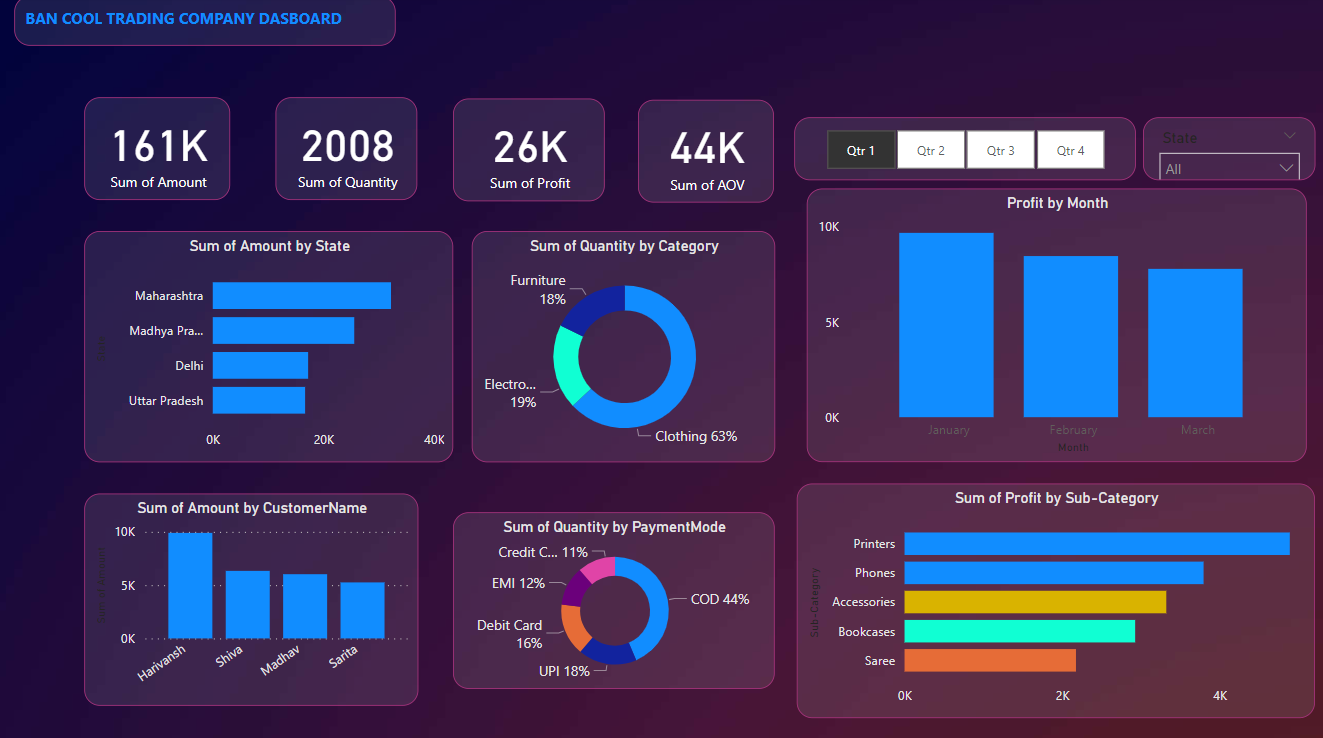 BAN COOL TRADING COMPANY DASBOARD
161K
Sum of Amount
2008
Sum of Quantity
26K
Sum of Profit
44K
Sum of AOV
Qtr 1
Qtr 2
Qtr 3
Qtr 4
State
All
Sum of Amount by State
Maharashtra
Madhya Pra...
Delhi
Uttar Pradesh
0K
20K
40K
Sum of Quantity by Category
Furniture
18%
Electro...
19%
Clothing 63%
Profit by Month
10K
5K
0K
January
February
March
Month
Sum of Amount by CustomerName
10K
5K
0K
Harivansh
Shiva
Madhav
Sarita
Sum of Quantity by PaymentMode
Credit C... 11%
EMI 12%
Debit Card
16%
UPI 18%
COD 44%
Sum of Profit by Sub-Category
Sub-Category
Printers
Phones
Accessories
Bookcases
Saree
0K
2K
4K